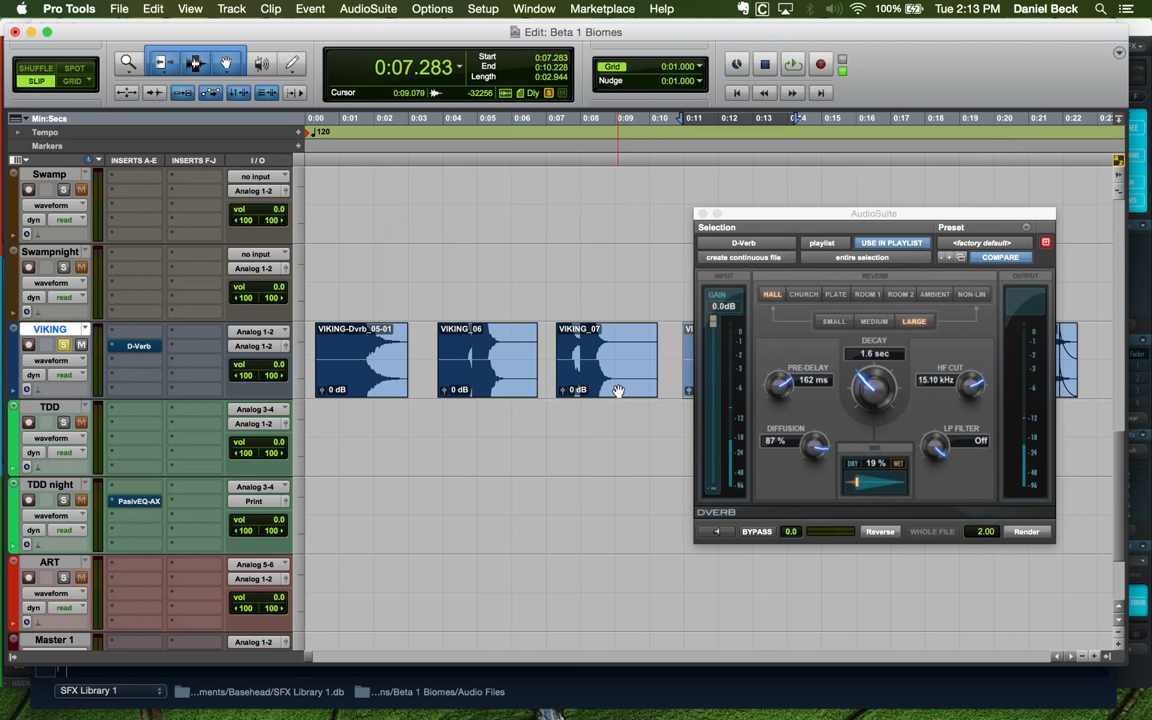 Pro Tools File Edit View Track Clip Event AudioSuite Options Setup Window Marketplace Help 100% Tue 2:13 PM Daniel Beck
Edit: Beta 1 Biomes
SHUFFLE SPOT
SLIP GRID
0:07.283
Start 0:07.283
End 0:10.228
Length 0:02.944
Cursor 0:09.079 -32256 Dly S M
Grid 0:01.000
Nudge 0:01.000
Min:Secs 0:00 0:01 0:02 0:03 0:04 0:05 0:06 0:07 0:08 0:09 0:10 0:11 0:12 0:13 0:14 0:15 0:16 0:17 0:18 0:19 0:20 0:21 0:22
Tempo 120
Markers
INSERTS A-E INSERTS F-J I / O
Swamp no input
S M Analog 1-2
waveform
dyn read vol 0.0
100 100
Swampnight no input
S M Analog 1-2
waveform
dyn read vol 0.0
100 100
VIKING Analog 1-2
S M D-Verb Analog 1-2
waveform
dyn read vol 0.0
100 100
VIKING-Dvrb_05-01 VIKING_06 VIKING_07
0 dB 0 dB 0 dB
TDD Analog 3-4
S M Analog 1-2
waveform
dyn read vol 0.0
100 100
TDD night Analog 3-4
S M PasivEQ-AX Print
waveform
dyn read vol 0.0
100 100
ART Analog 5-6
S M Analog 1-2
waveform
dyn read vol 0.0
100 100
Master 1 Analog 1-2
AudioSuite
Selection Preset
D-Verb playlist USE IN PLAYLIST <factory default>
create continuous file entire selection - + COMPARE
INPUT REVERB OUTPUT
GAIN
0.0dB
HALL CHURCH PLATE ROOM 1 ROOM 2 AMBIENT NON-LIN
SMALL MEDIUM LARGE
DECAY
1.6 sec
PRE-DELAY
162 ms
HF CUT
15.10 kHz
DIFFUSION
87 %
LP FILTER
Off
MIX
DRY 19 % WET
DVERB
BYPASS 0.0 Reverse WHOLE FILE 2.00 Render
SFX Library 1 ...ments/Basehead/SFX Library 1.db ...ns/Beta 1 Biomes/Audio Files